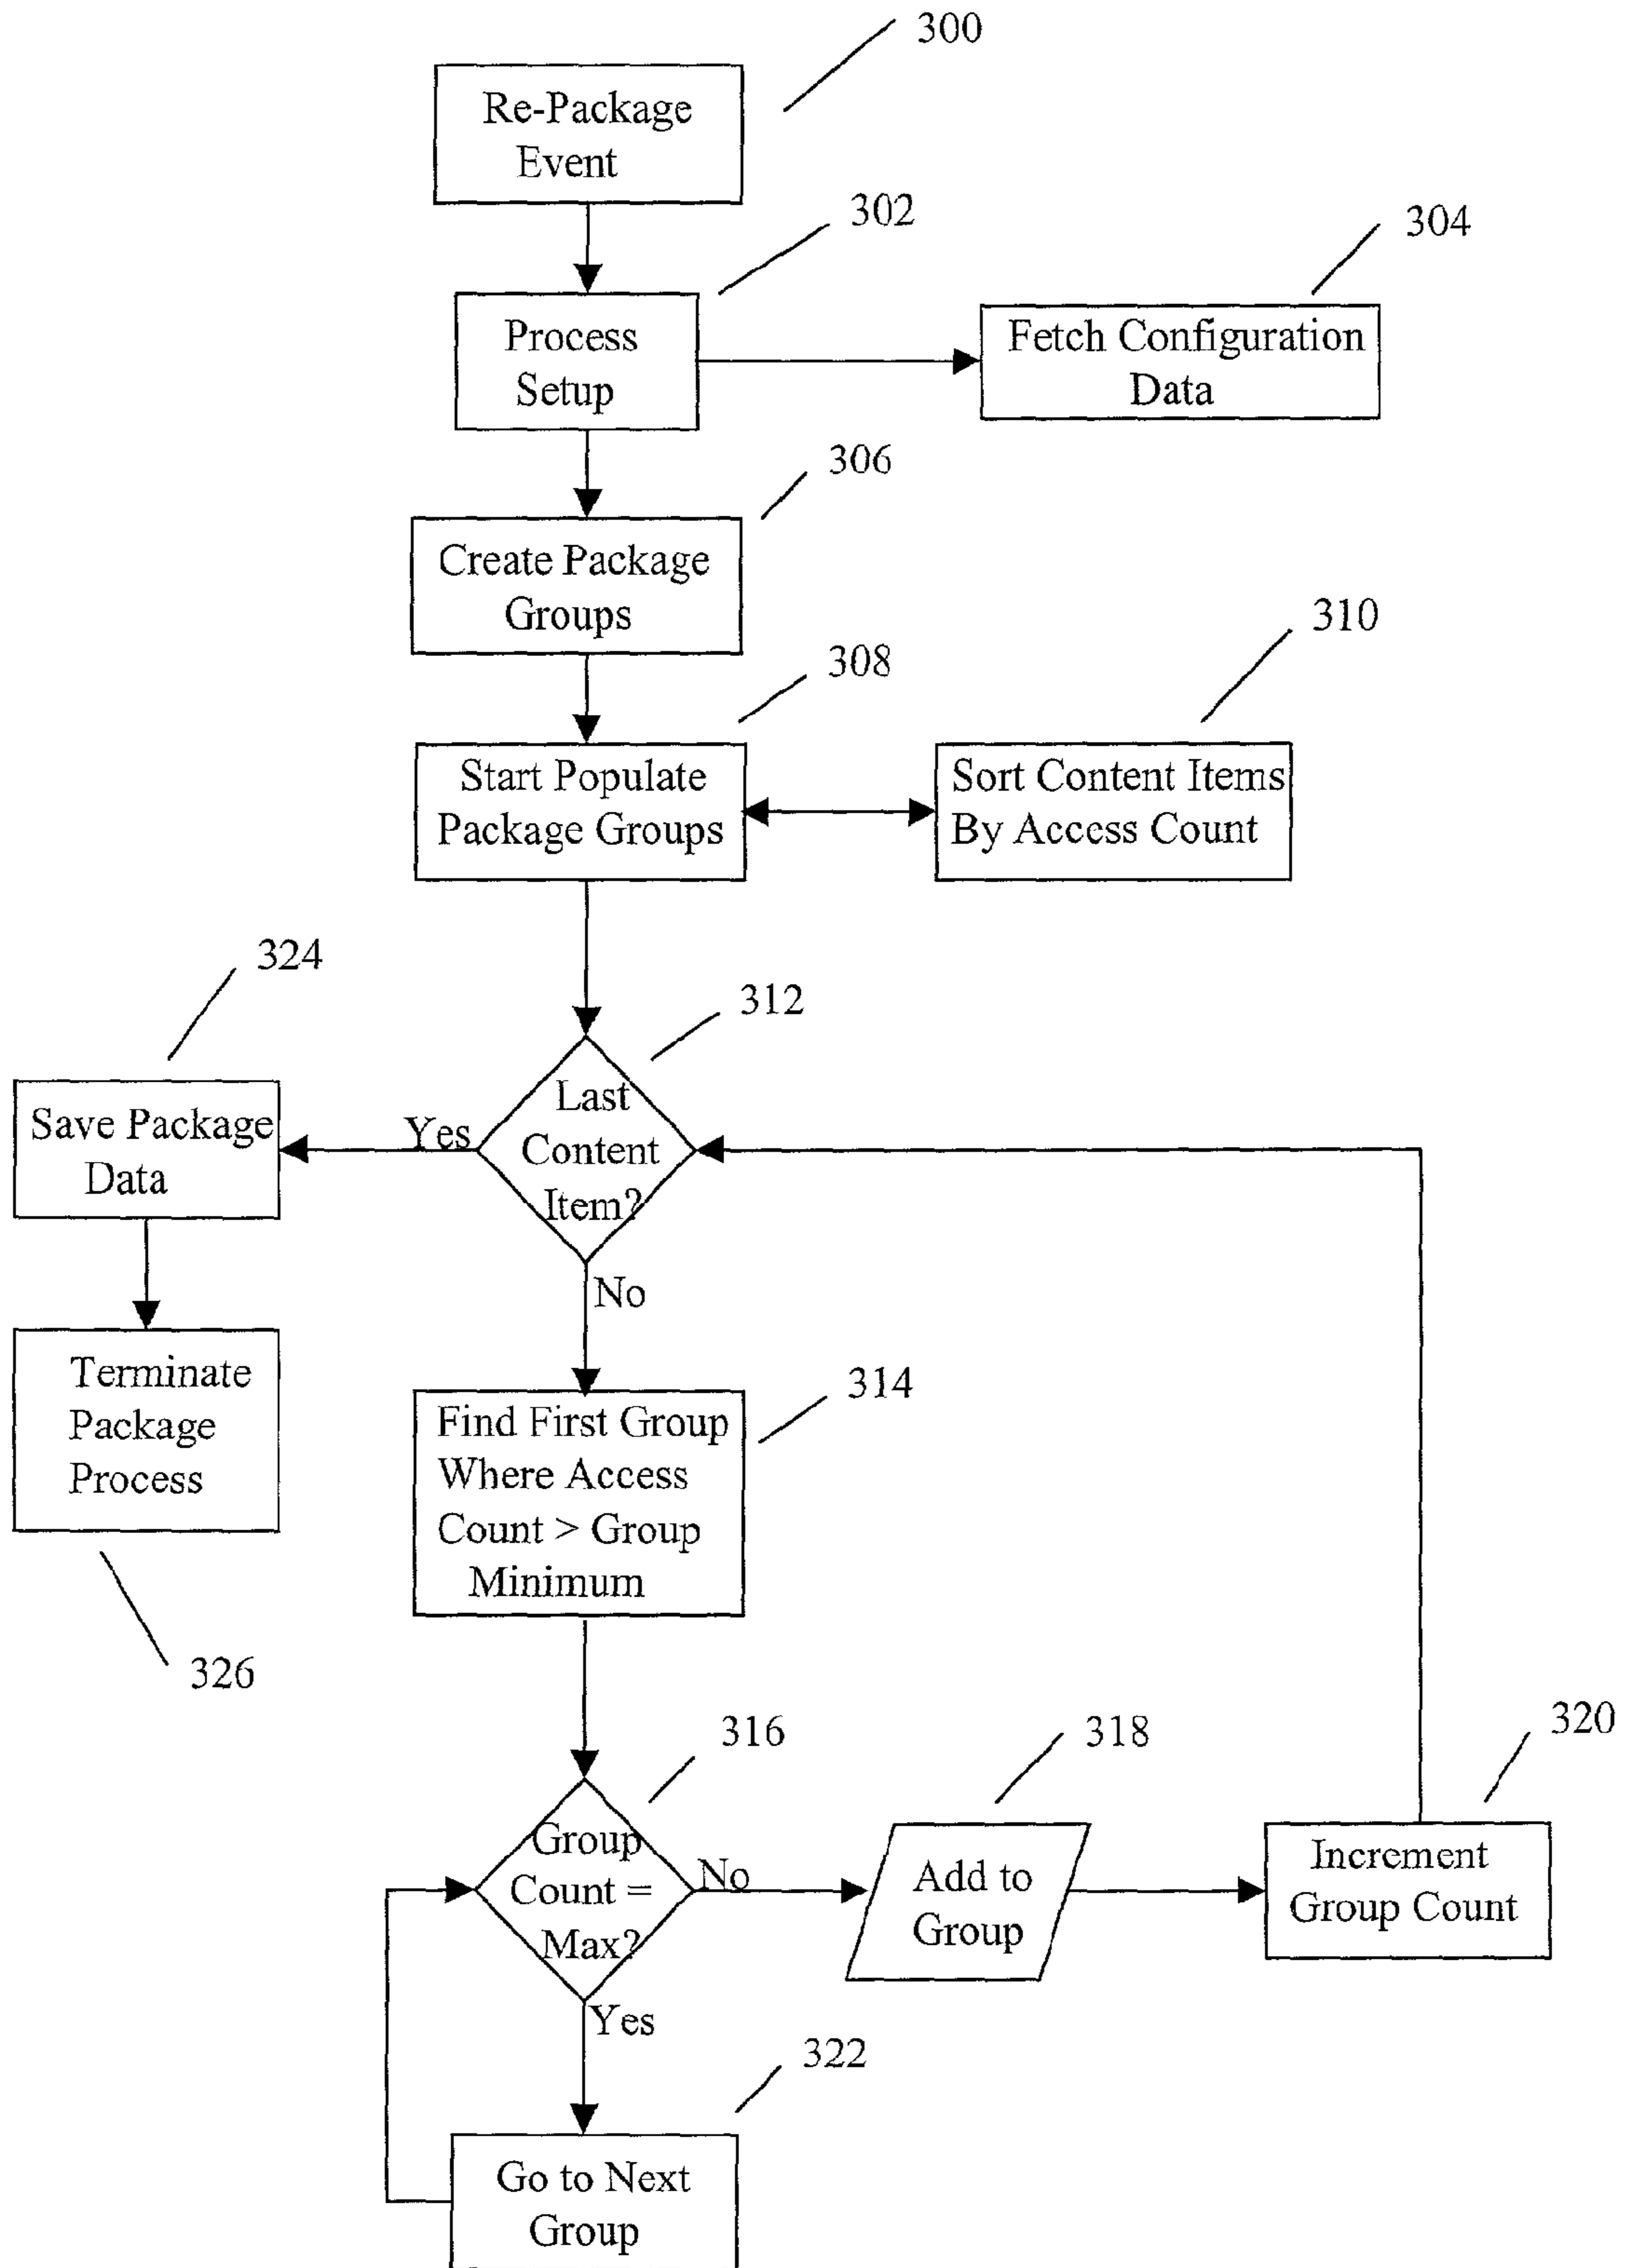 300
Re-Package
Event
302
304
Process
Setup
Fetch Configuration
Data
306
Create Package
Groups
308
310
Start Populate
Package Groups
Sort Content Items
By Access Count
324
312
Save Package
Data
Yes
Last
Content
Item?
No
Terminate
Package
Process
314
Find First Group
Where Access
Count > Group
Minimum
326
316
318
320
Group
Count =
Max?
No
Add to
Group
Increment
Group Count
Yes
322
Go to Next
Group